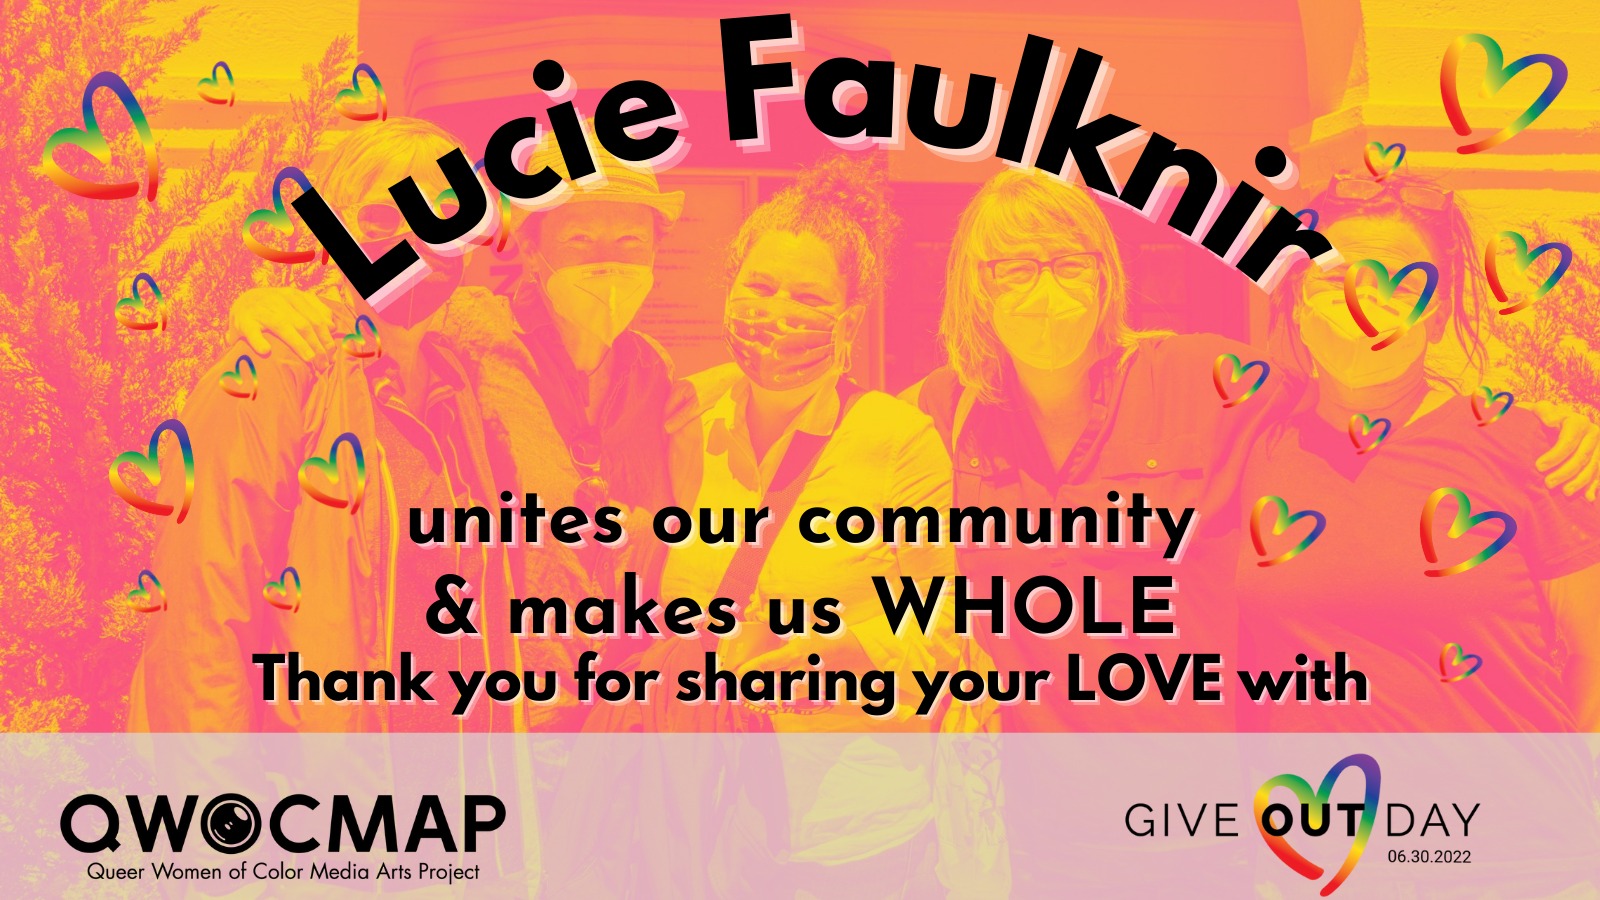 Lucie Faulknir
unites our community
& makes us WHOLE
Thank you for sharing your LOVE with
QWOCMAP
Queer Women of Color Media Arts Project
GIVE OUT DAY
06.30.2022